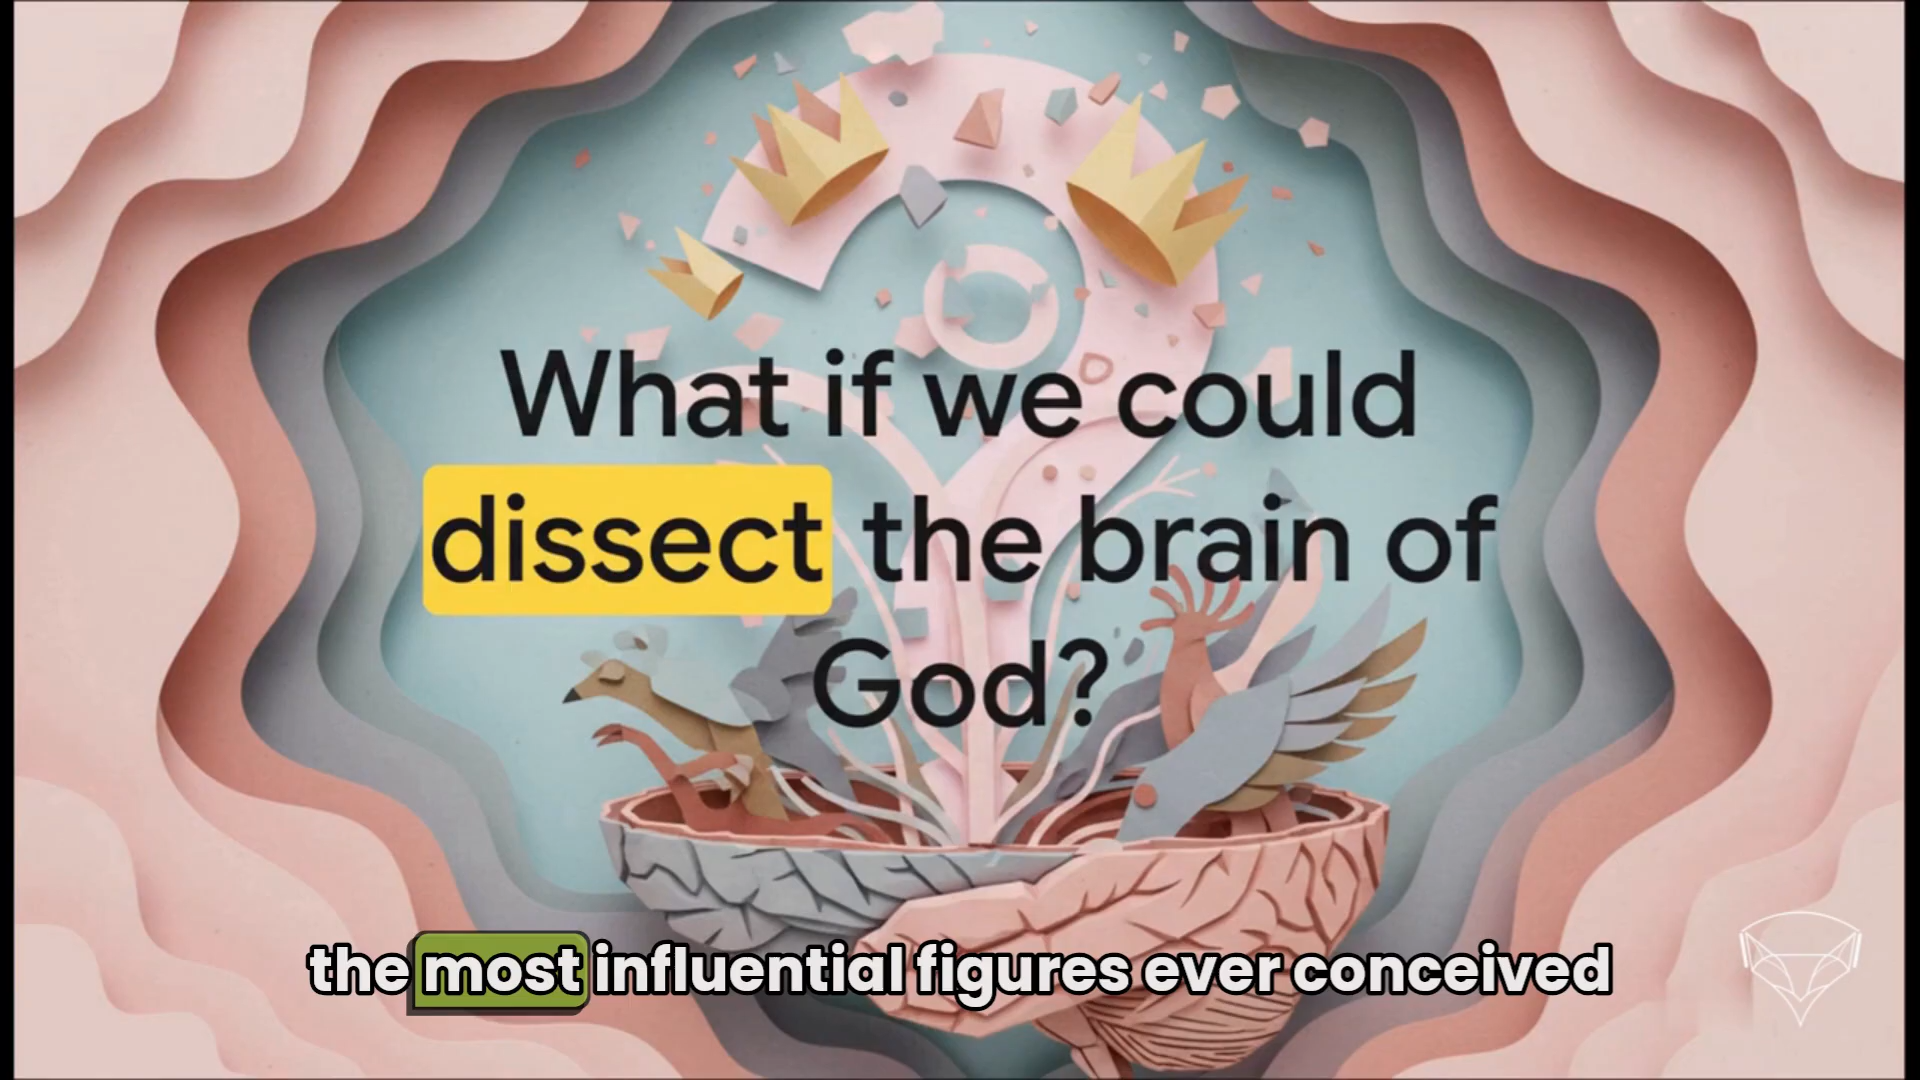 What if we could
dissect the brain of
God?
the most influential figures ever conceived